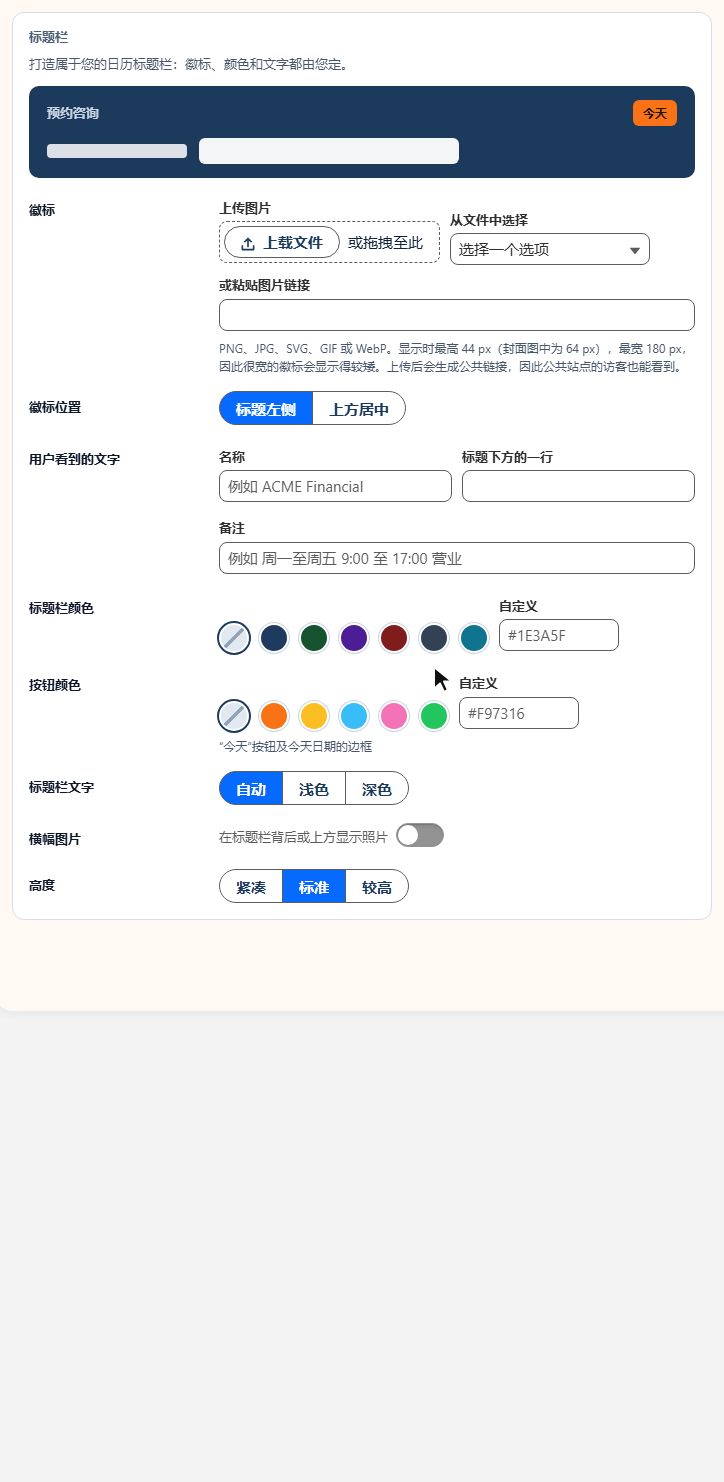 标题栏
打造属于您的日历标题栏：徽标、颜色和文字都由您定。
预约咨询
今天
徽标
上传图片
上载文件
或拖拽至此
从文件中选择
选择一个选项
或粘贴图片链接
PNG、JPG、SVG、GIF 或 WebP。显示时最高 44 px（封面图中为 64 px），最宽 180 px，
因此很宽的徽标会显示得较矮。上传后会生成公共链接，因此公共站点的访客也能看到。
徽标位置
标题左侧
上方居中
用户看到的文字
名称
标题下方的一行
例如 ACME Financial
备注
例如 周一至周五 9:00 至 17:00 营业
标题栏颜色
自定义
#1E3A5F
按钮颜色
自定义
#F97316
“今天”按钮及今天日期的边框
标题栏文字
自动
浅色
深色
横幅图片
在标题栏背后或上方显示照片
高度
紧凑
标准
较高